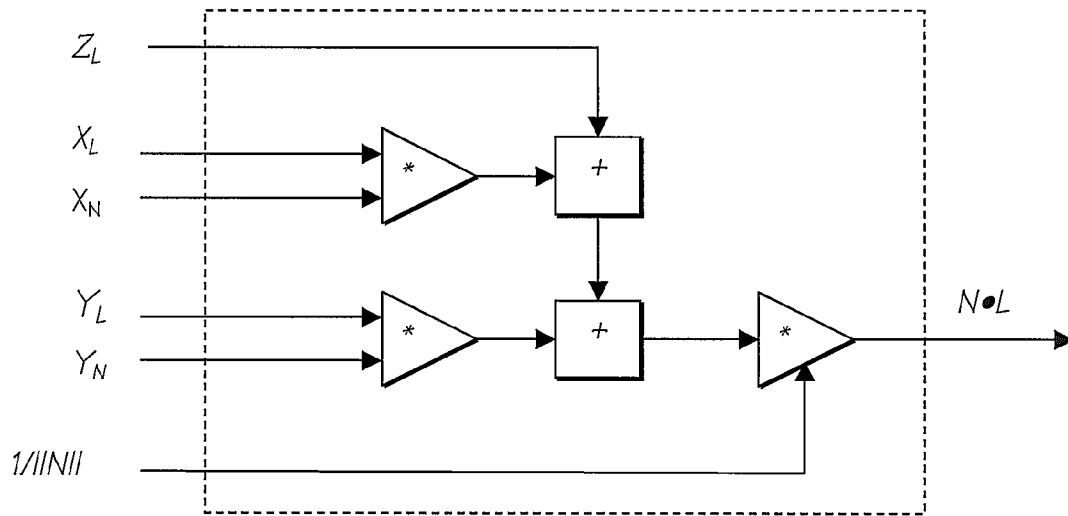 Z_L
X_L
*
+
X_N
Y_L
*
+
*
N•L
Y_N
1/||N||